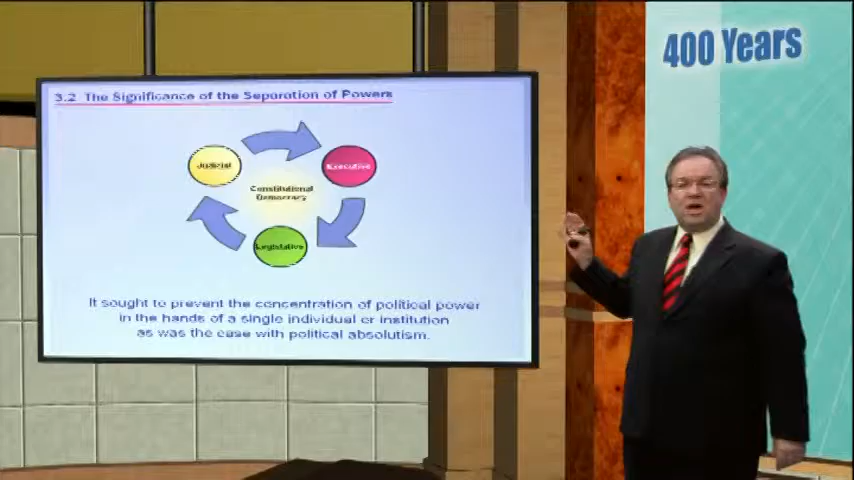 400 Years
3.2 The Significance of the Separation of Powers
Judicial
Executive
Constitutional
Democracy
Legislative
It sought to prevent the concentration of political power
in the hands of a single individual or institution
as was the case with political absolutism.